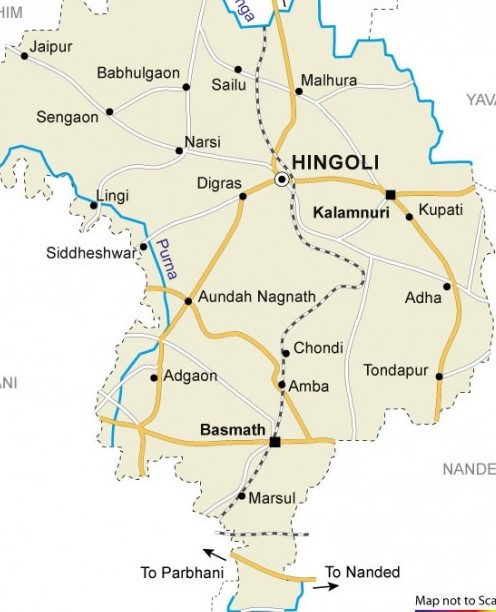 HIM
nga
Jaipur
Babhulgaon
Sailu
Malhura
YAV
Sengaon
Narsi
HINGOLI
Digras
Lingi
Kalamnuri
Kupati
Siddheshwar
Purna
Aundah Nagnath
Adha
Chondi
Tondapur
Adgaon
Amba
ANI
Basmath
NANDE
Marsul
To Parbhani
To Nanded
Map not to Sca